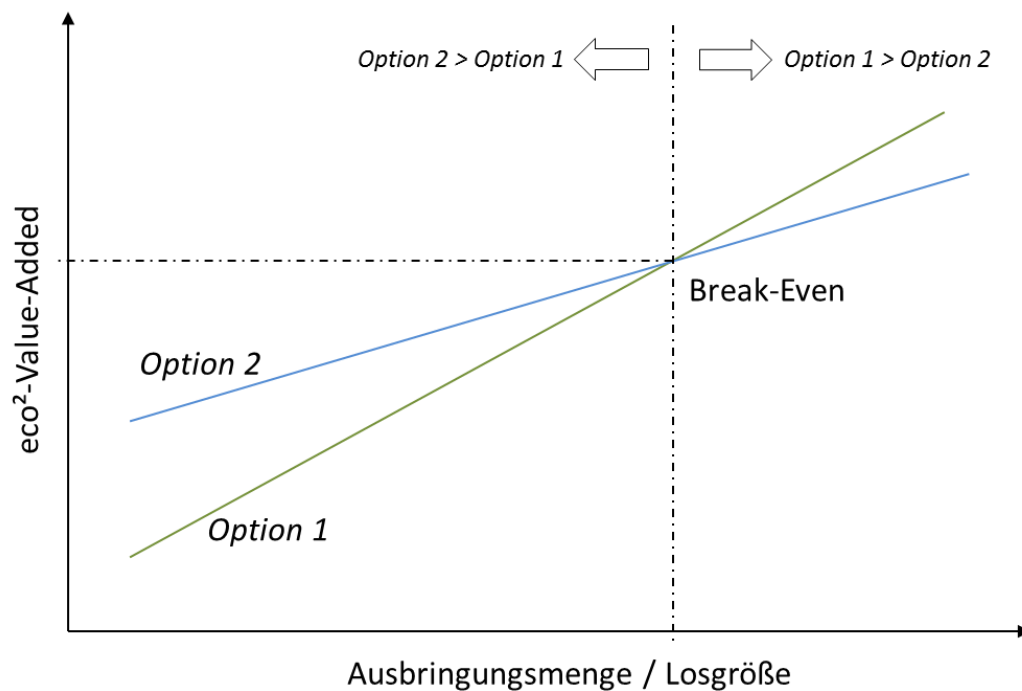 Option 2 > Option 1
Option 1 > Option 2
eco²-Value-Added
Break-Even
Option 2
Option 1
Ausbringungsmenge / Losgröße